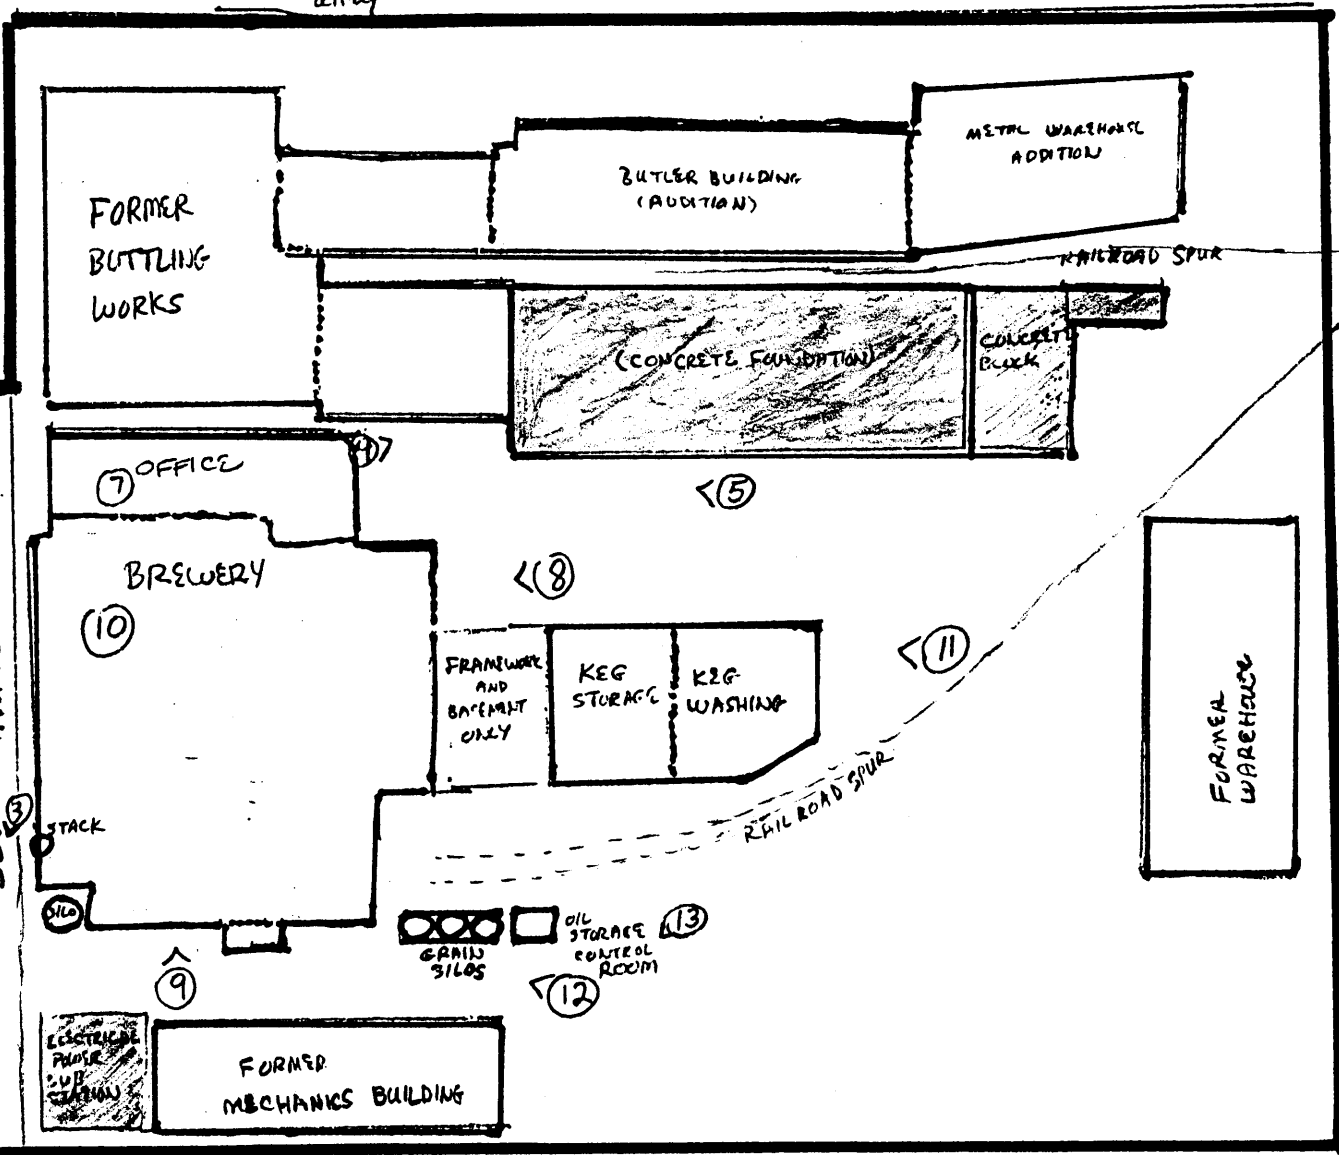 alley
METAL WAREHOUSE
ADDITION
BUTLER BUILDING
(ADDITION)
FORMER
BOTTLING
WORKS
RAILROAD SPUR
(CONCRETE FOUNDATION)
CONCRETE
BLOCK
OFFICE
7
4
5
BREWERY
8
10
11
FRAMEWORK
AND
BASEMENT
ONLY
KEG
STORAGE
KEG
WASHING
FORMER
WAREHOUSE
RAILROAD SPUR
3
STACK
SILO
GRAIN
SILOS
OIL
STORAGE
CONTROL
ROOM
13
9
12
ELECTRICAL
POWER
SUB
STATION
FORMER
MECHANICS BUILDING